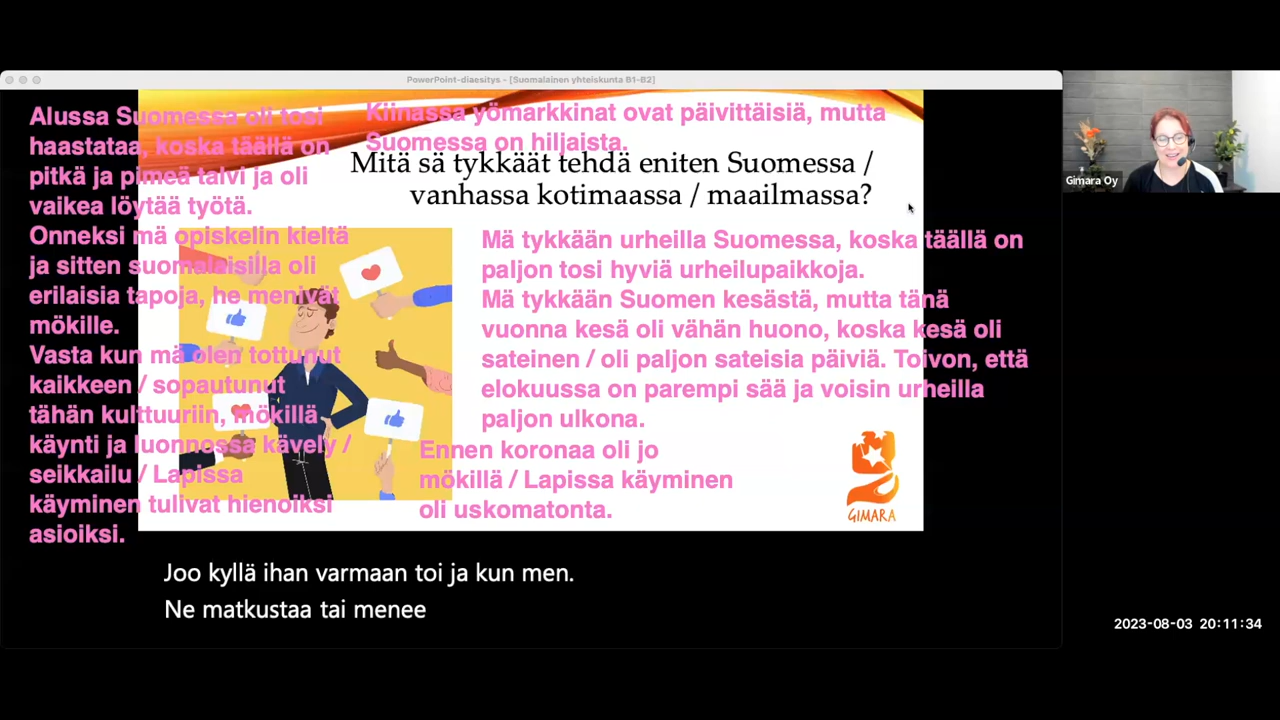 PowerPoint-diaesitys - [Suomalainen yhteiskunta B1-B2]
Alussa Suomessa oli tosi
haastataa, koska täällä on
pitkä ja pimeä talvi ja oli
vaikea löytää työtä.
Onneksi mä opiskelin kieltä
ja sitten suomalaisilla oli
erilaisia tapoja, he menivät
mökille.
Vasta kun mä olen tottunut
kaikkeen / sopautunut
tähän kulttuuriin, mökillä
käynti ja luonnossa kävely /
seikkailu / Lapissa
käyminen tulivat hienoiksi
asioiksi.
Kiinassa yömarkkinat ovat päivittäisiä, mutta
Suomessa on hiljaista.
Mitä sä tykkäät tehdä eniten Suomessa /
vanhassa kotimaassa / maailmassa?
Mä tykkään urheilla Suomessa, koska täällä on
paljon tosi hyviä urheilupaikkoja.
Mä tykkään Suomen kesästä, mutta tänä
vuonna kesä oli vähän huono, koska kesä oli
sateinen / oli paljon sateisia päiviä. Toivon, että
elokuussa on parempi sää ja voisin urheilla
paljon ulkona.
Ennen koronaa oli jo
mökillä / Lapissa käyminen
oli uskomatonta.
GIMARA
Joo kyllä ihan varmaan toi ja kun men.
Ne matkustaa tai menee
Gimara Oy
2023-08-03 20:11:34